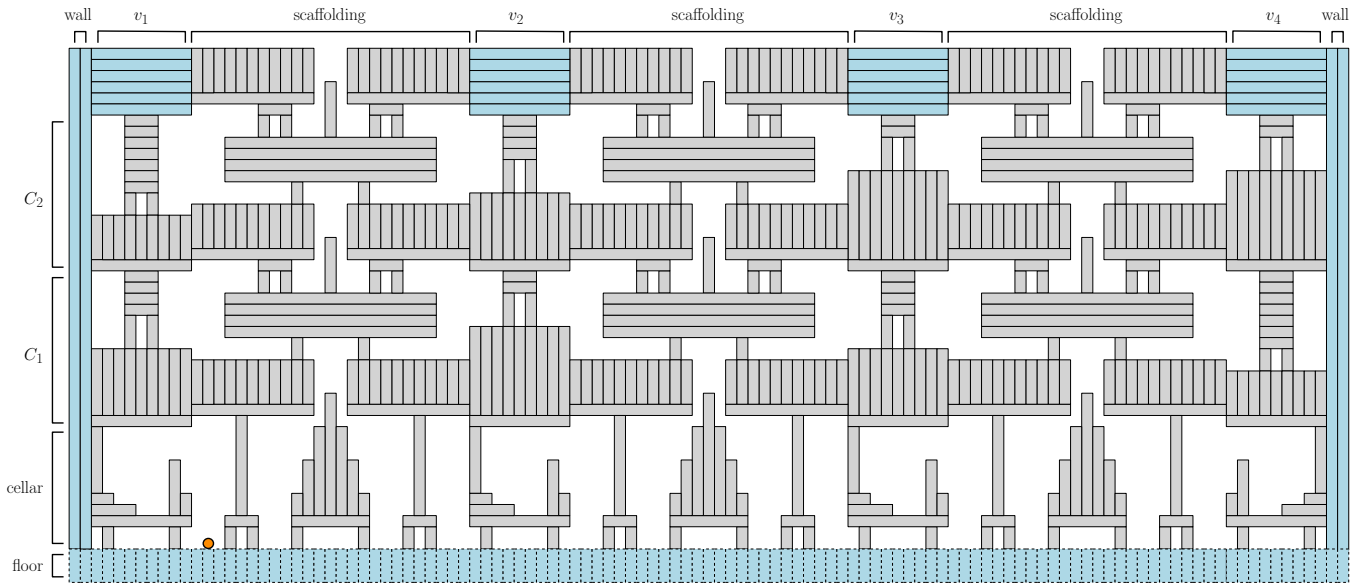 wall v₁ scaffolding v₂ scaffolding v₃ scaffolding v₄ wall
C₂
C₁
cellar
floor